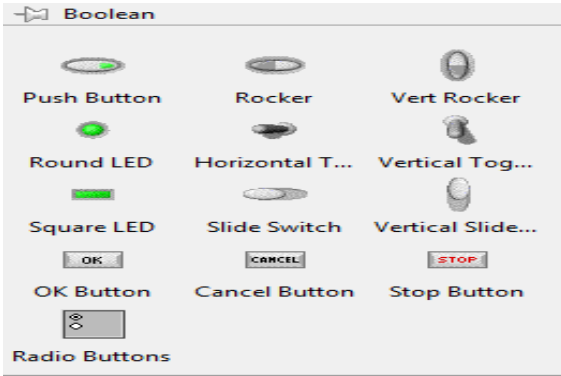 Boolean
Push Button Rocker Vert Rocker
Round LED Horizontal T... Vertical Tog...
Square LED Slide Switch Vertical Slide...
OK CANCEL STOP
OK Button Cancel Button Stop Button
Radio Buttons